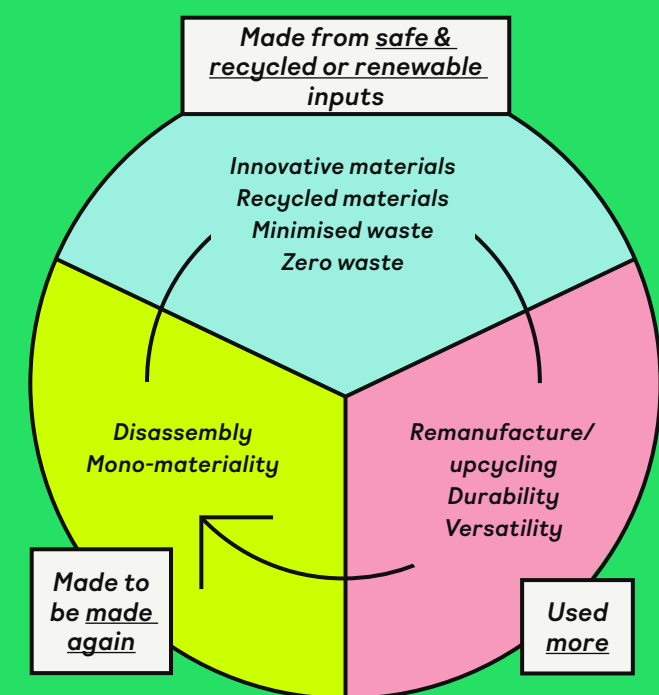 Made from safe &
recycled or renewable
inputs
Innovative materials
Recycled materials
Minimised waste
Zero waste
Disassembly
Mono-materiality
Remanufacture/
upcycling
Durability
Versatility
Made to
be made
again
Used
more